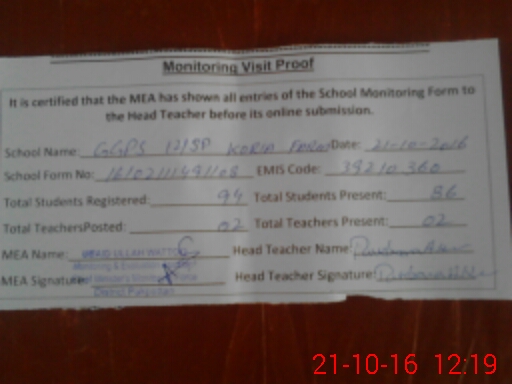 Monitoring Visit Proof
It is certified that the MEA has shown all entries of the School Monitoring Form to
the Head Teacher before its online submission.
School Name: GGPS 12/SP Date: 21-10-2016
School Form No: EMIS Code: 39210360
Total Students Registered: 94 Total Students Present: 86
Total TeachersPosted: 02 Total Teachers Present: 02
MEA Name: Head Teacher Name:
MEA Signature Head Teacher Signature
21-10-16 12:19